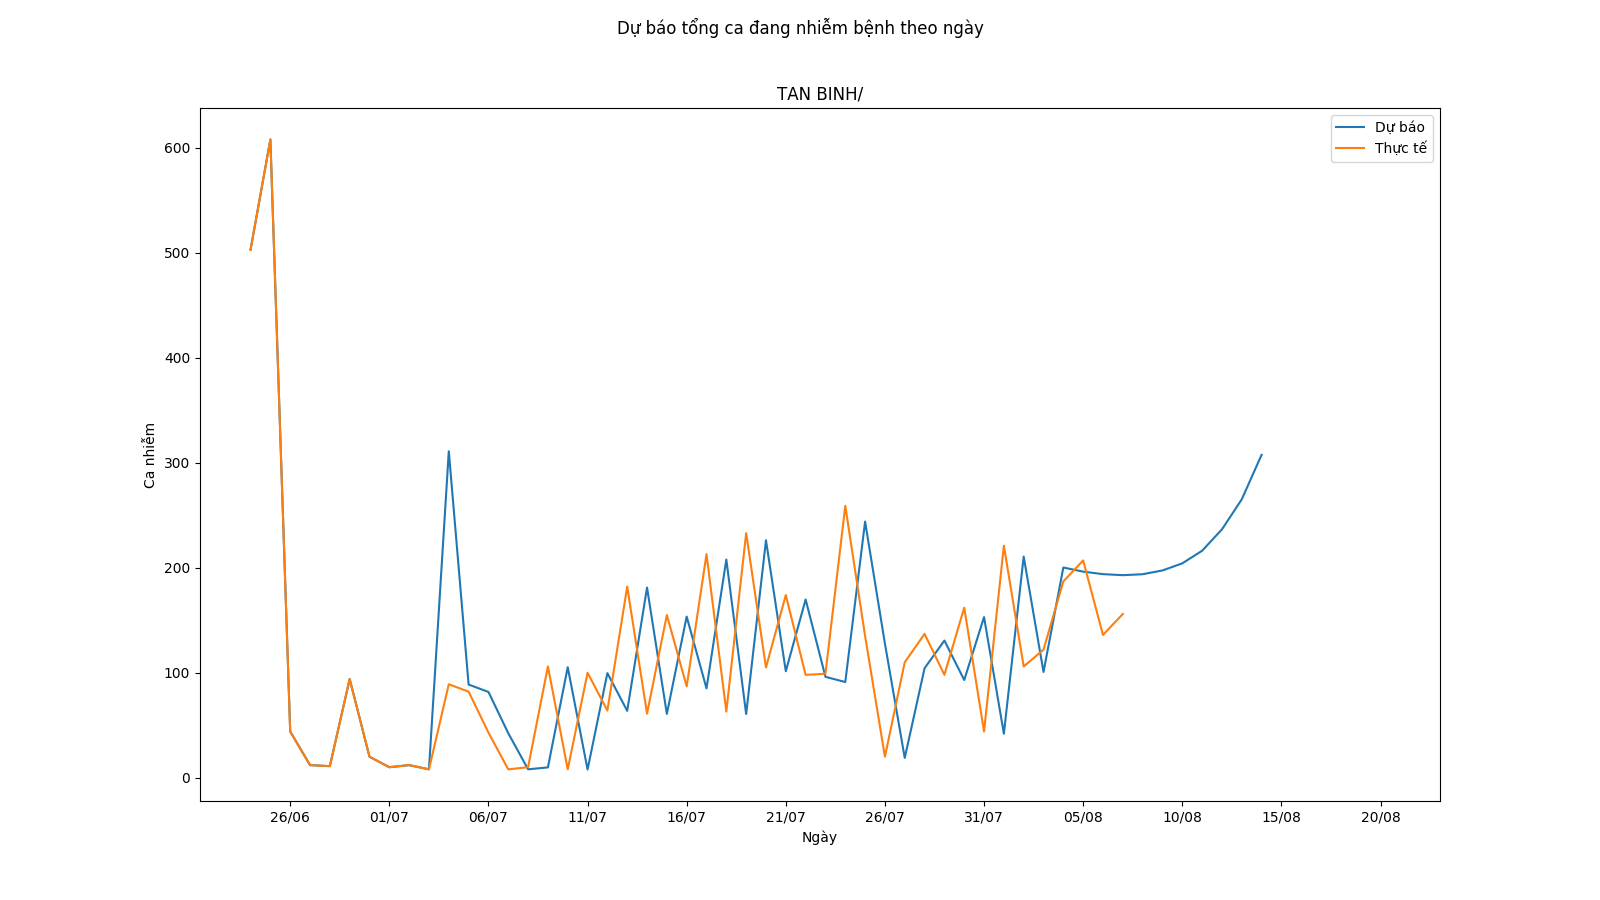 Dự báo tổng ca đang nhiễm bệnh theo ngày
TAN BINH/
Dự báo
Thực tế
600
500
400
300
200
100
0
Ca nhiễm
26/06 01/07 06/07 11/07 16/07 21/07 26/07 31/07 05/08 10/08 15/08 20/08
Ngày